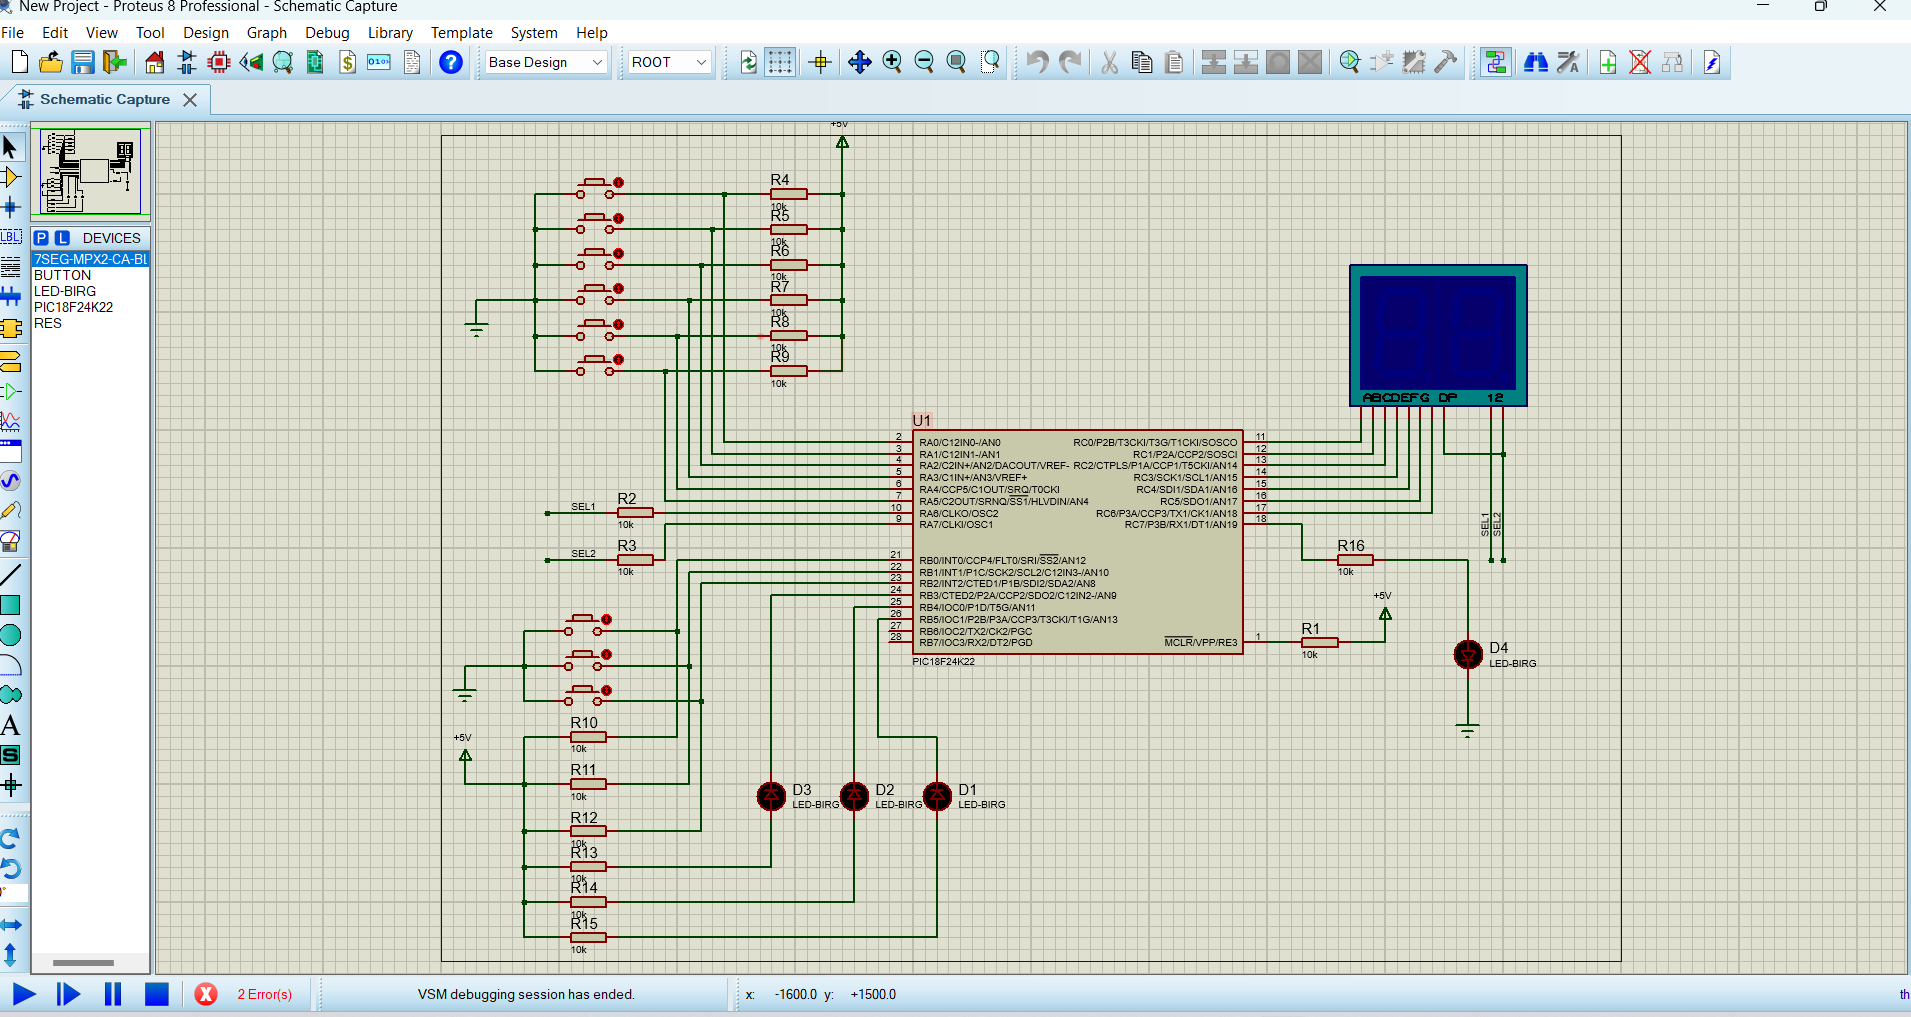 New Project - Proteus 8 Professional - Schematic Capture
File Edit View Tool Design Graph Debug Library Template System Help
Base Design ROOT
Schematic Capture
P L DEVICES
7SEG-MPX2-CA-BL
BUTTON
LED-BIRG
PIC18F24K22
RES
LBL
A
S
+5V
R4
10k
R5
10k
R6
10k
R7
10k
R8
10k
R9
10k
ABCDEFG DP 12
U1
2 RA0/C12IN0-/AN0
3 RA1/C12IN1-/AN1
4 RA2/C2IN+/AN2/DACOUT/VREF-
5 RA3/C1IN+/AN3/VREF+
6 RA4/CCP5/C1OUT/SRQ/T0CKI
7 RA5/C2OUT/SRNQ/SS1/HLVDIN/AN4
10 RA6/CLKO/OSC2
9 RA7/CLKI/OSC1
21 RB0/INT0/CCP4/FLT0/SRI/SS2/AN12
22 RB1/INT1/P1C/SCK2/SCL2/C12IN3-/AN10
23 RB2/INT2/CTED1/P1B/SDI2/SDA2/AN8
24 RB3/CTED2/P2A/CCP2/SDO2/C12IN2-/AN9
25 RB4/IOC0/P1D/T5G/AN11
26 RB5/IOC1/P2B/P3A/CCP3/T3CKI/T1G/AN13
27 RB6/IOC2/TX2/CK2/PGC
28 RB7/IOC3/RX2/DT2/PGD
RC0/P2B/T3CKI/T3G/T1CKI/SOSCO 11
RC1/P2A/CCP2/SOSCI 12
RC2/CTPLS/P1A/CCP1/T5CKI/AN14 13
RC3/SCK1/SCL1/AN15 14
RC4/SDI1/SDA1/AN16 15
RC5/SDO1/AN17 16
RC6/P3A/CCP3/TX1/CK1/AN18 17
RC7/P3B/RX1/DT1/AN19 18
MCLR/VPP/RE3 1
PIC18F24K22
SEL1
R2
10k
SEL2
R3
10k
SEL1
SEL2
R16
10k
+5V
R1
10k
D4
LED-BIRG
+5V
R10
10k
R11
10k
R12
10k
R13
10k
R14
10k
R15
10k
D3
LED-BIRG
D2
LED-BIRG
D1
LED-BIRG
2 Error(s)
VSM debugging session has ended.
x: -1600.0 y: +1500.0
th